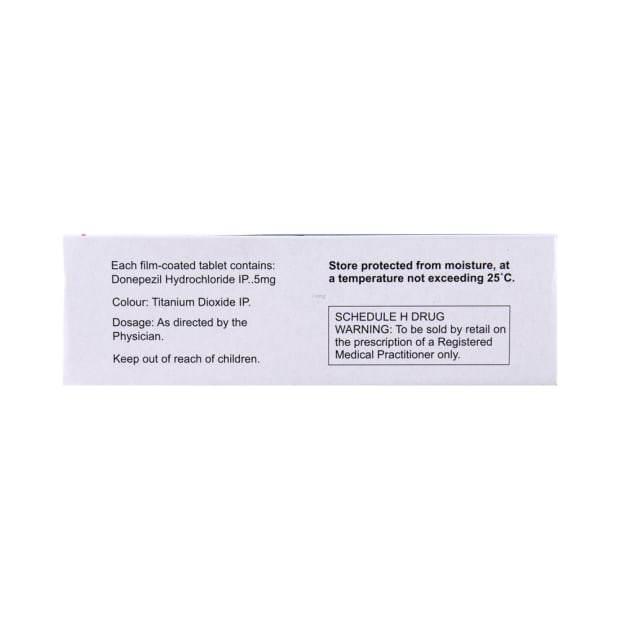 Each film-coated tablet contains:
Donepezil Hydrochloride IP..5mg
Colour: Titanium Dioxide IP.
Dosage: As directed by the
Physician.
Keep out of reach of children.
Store protected from moisture, at
a temperature not exceeding 25°C.
SCHEDULE H DRUG
WARNING: To be sold by retail on
the prescription of a Registered
Medical Practitioner only.